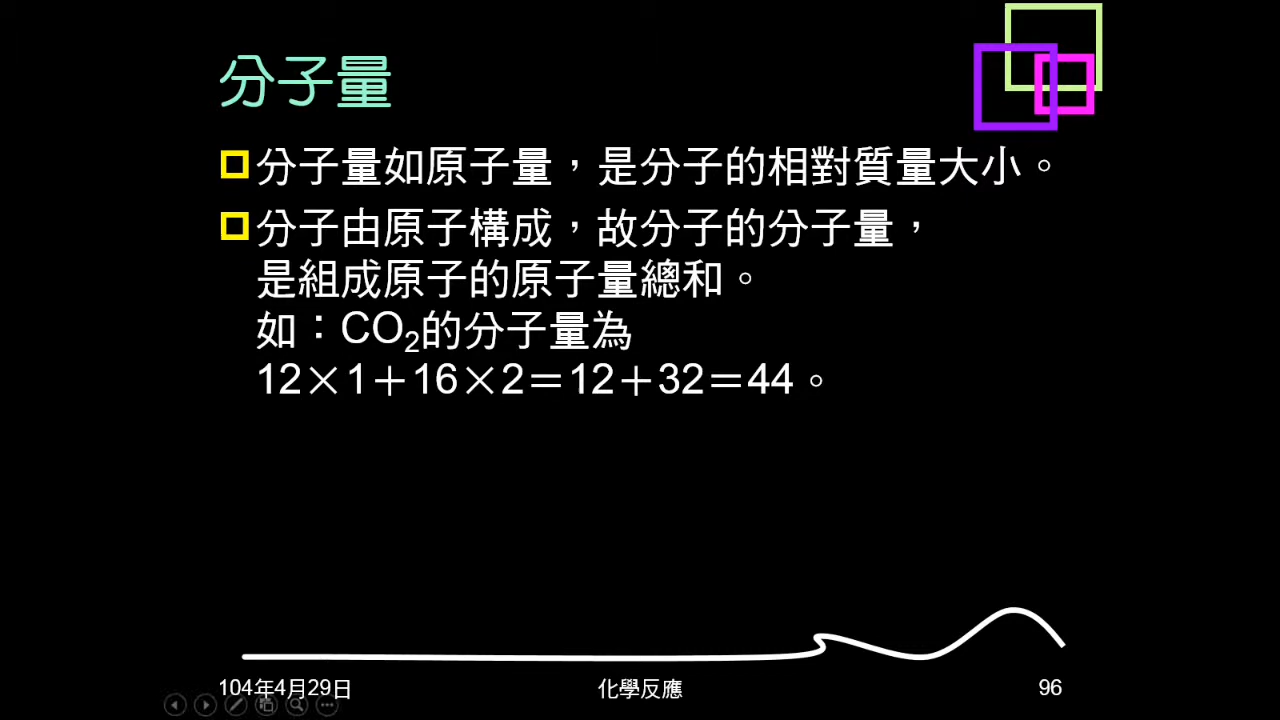 分子量
分子量如原子量，是分子的相對質量大小。
分子由原子構成，故分子的分子量，
是組成原子的原子量總和。
如：CO₂的分子量為
12×1＋16×2＝12＋32＝44。
104年4月29日
化學反應
96